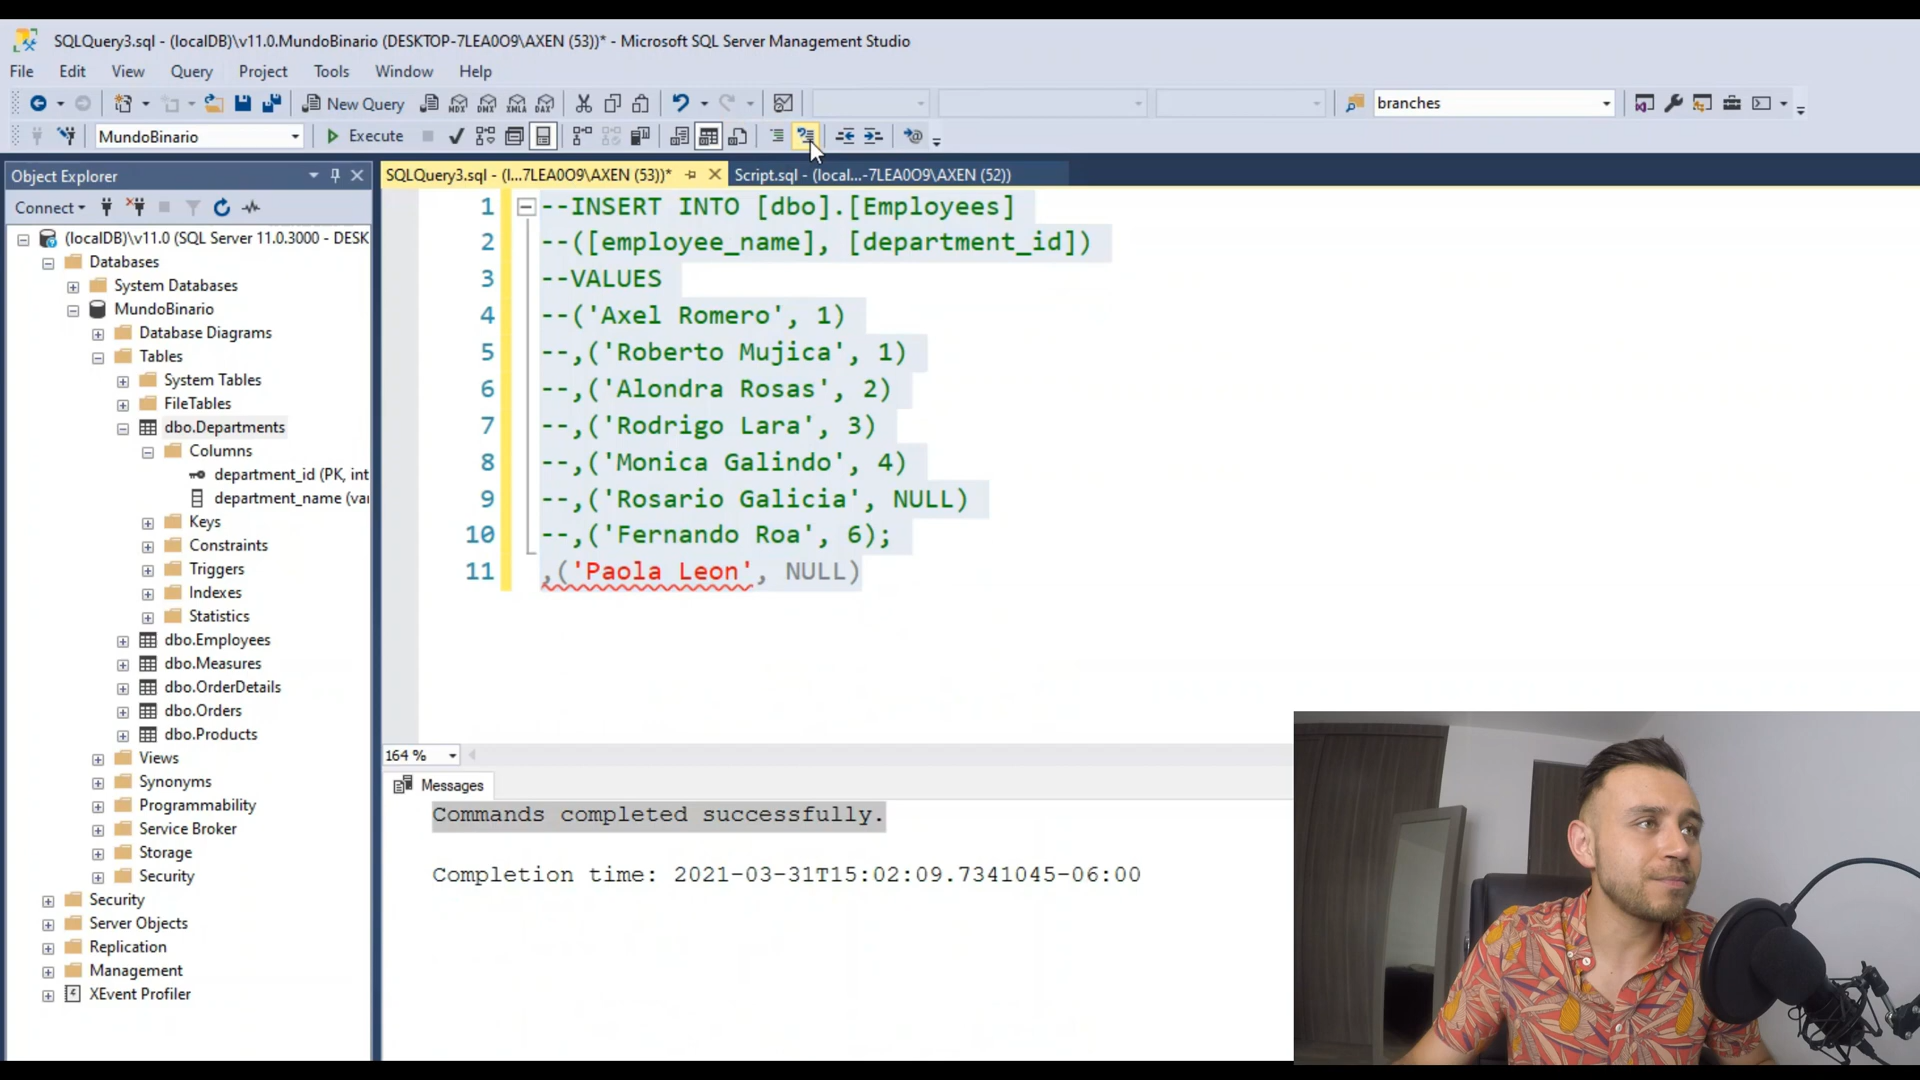 SQLQuery3.sql - (localDB)\v11.0.MundoBinario (DESKTOP-7LEA0O9\AXEN (53))* - Microsoft SQL Server Management Studio
File Edit View Query Project Tools Window Help
New Query MDX DMX XMLA DAX branches
MundoBinario Execute
Object Explorer
SQLQuery3.sql - (l...7LEA0O9\AXEN (53))* Script.sql - (local...-7LEA0O9\AXEN (52))
Connect
(localDB)\v11.0 (SQL Server 11.0.3000 - DESK
Databases
System Databases
MundoBinario
Database Diagrams
Tables
System Tables
FileTables
dbo.Departments
Columns
department_id (PK, int
department_name (va
Keys
Constraints
Triggers
Indexes
Statistics
dbo.Employees
dbo.Measures
dbo.OrderDetails
dbo.Orders
dbo.Products
Views
Synonyms
Programmability
Service Broker
Storage
Security
Security
Server Objects
Replication
Management
XEvent Profiler
1 --INSERT INTO [dbo].[Employees]
2 --([employee_name], [department_id])
3 --VALUES
4 --('Axel Romero', 1)
5 --,('Roberto Mujica', 1)
6 --,('Alondra Rosas', 2)
7 --,('Rodrigo Lara', 3)
8 --,('Monica Galindo', 4)
9 --,('Rosario Galicia', NULL)
10 --,('Fernando Roa', 6);
11 ,('Paola Leon', NULL)
164 %
Messages
Commands completed successfully.
Completion time: 2021-03-31T15:02:09.7341045-06:00